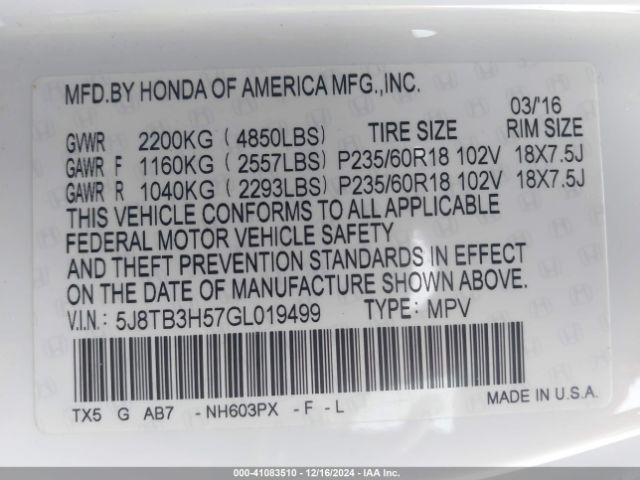 MFD.BY HONDA OF AMERICA MFG.,INC.
03/16
GVWR 2200KG ( 4850LBS) TIRE SIZE RIM SIZE
GAWR F 1160KG ( 2557LBS) P235/60R18 102V 18X7.5J
GAWR R 1040KG ( 2293LBS) P235/60R18 102V 18X7.5J
THIS VEHICLE CONFORMS TO ALL APPLICABLE
FEDERAL MOTOR VEHICLE SAFETY
AND THEFT PREVENTION STANDARDS IN EFFECT ON
THE DATE OF MANUFACTURE SHOWN ABOVE.
V.I.N.: 5J8TB3H57GL019499 TYPE: MPV
TX5 G AB7 - NH603PX - F - L MADE IN U.S.A.
000-41083510 - 12/16/2024 - IAA Inc.